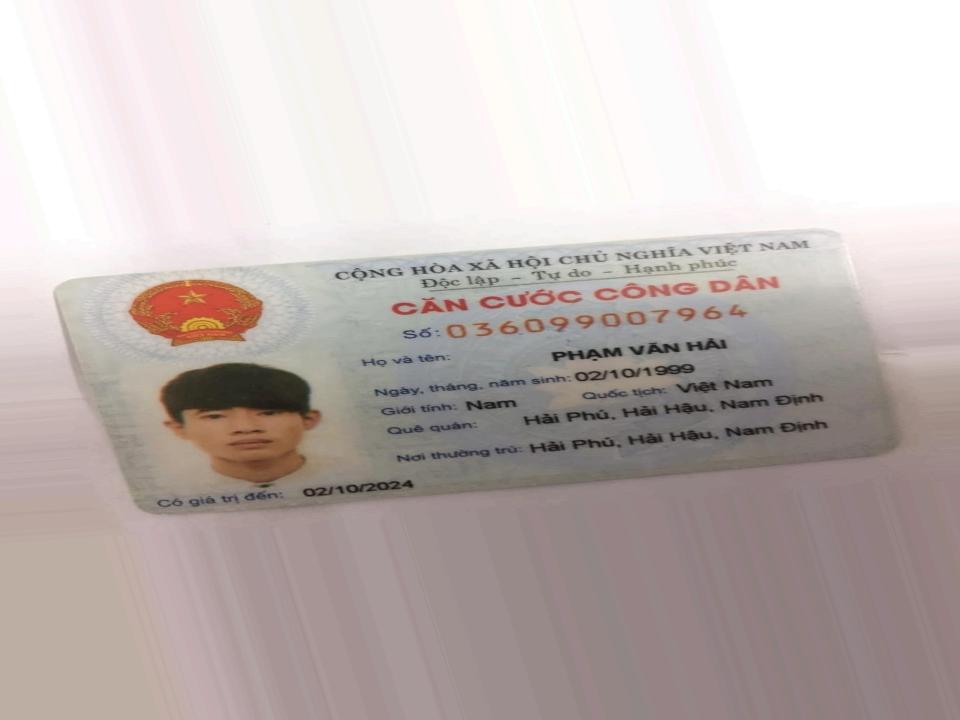 CỘNG HÒA XÃ HỘI CHỦ NGHĨA VIỆT NAM
Độc lập - Tự do - Hạnh phúc
CĂN CƯỚC CÔNG DÂN
Số: 036099007964
Họ và tên: PHẠM VĂN HẢI
Ngày, tháng, năm sinh: 02/10/1999
Giới tính: Nam Quốc tịch: Việt Nam
Quê quán: Hải Phú, Hải Hậu, Nam Định
Nơi thường trú: Hải Phú, Hải Hậu, Nam Định
Có giá trị đến: 02/10/2024